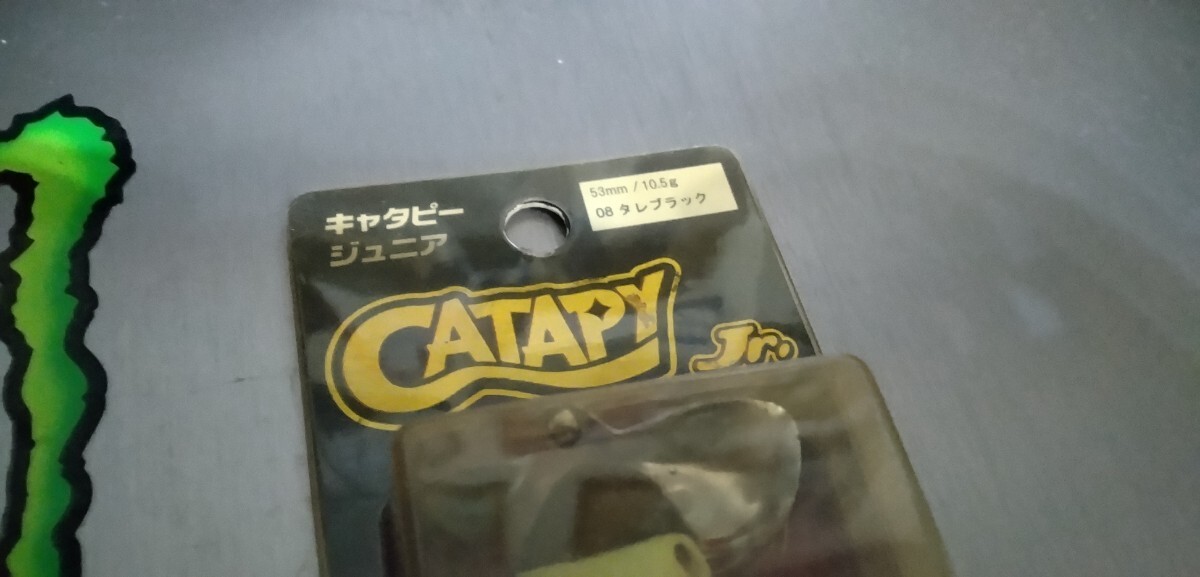 キャタピー
ジュニア
53mm / 10.5g
08 タレブラック
CATAPY
Jr.